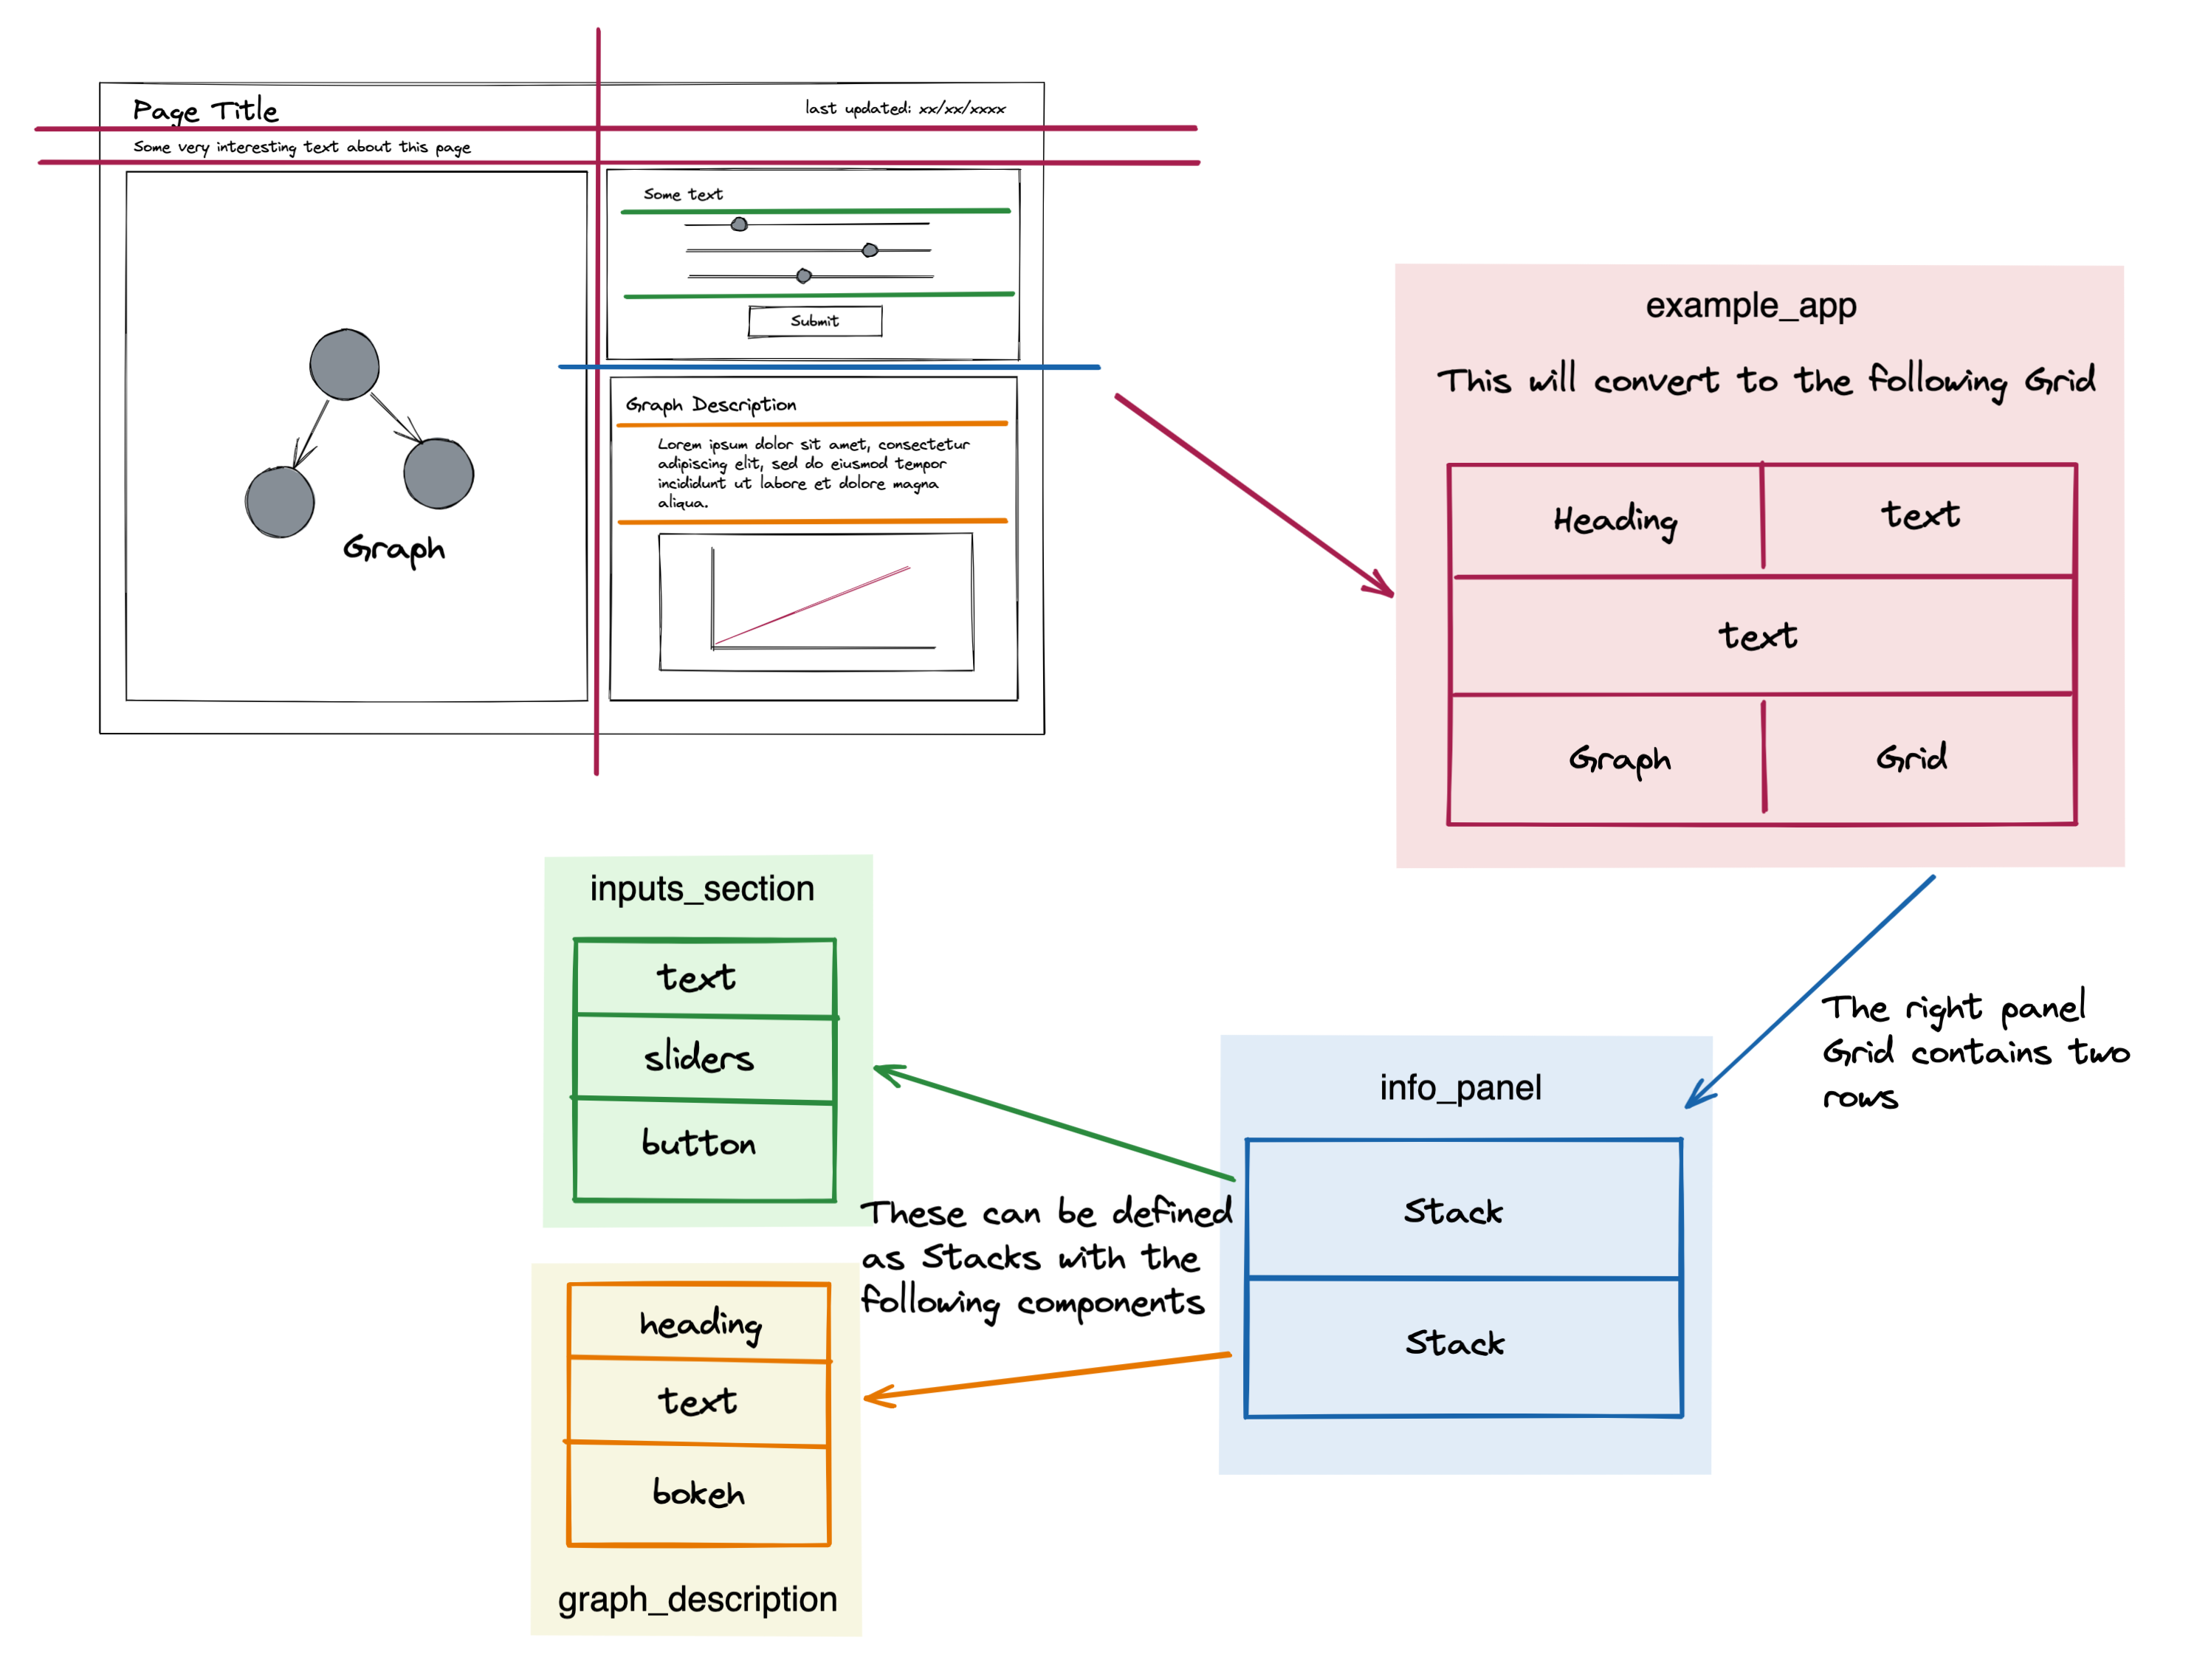 Page Title
last updated: xx/xx/xxxx
Some very interesting text about this page
Some text
Submit
Graph Description
Lorem ipsum dolor sit amet, consectetur
adipiscing elit, sed do eiusmod tempor
incididunt ut labore et dolore magna
aliqua.
Graph
example_app
This will convert to the following Grid
Heading
text
text
Graph
Grid
The right panel
Grid contains two
rows
info_panel
Stack
Stack
These can be defined
as Stacks with the
following components
inputs_section
text
sliders
button
heading
text
bokeh
graph_description